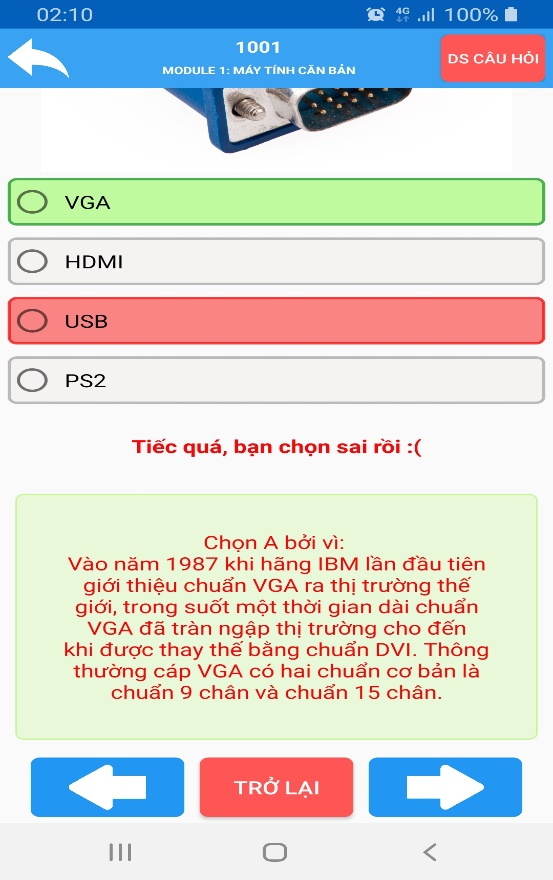 02:10
4G
100%
1001
MODULE 1: MÁY TÍNH CĂN BẢN
DS CÂU HỎI
VGA
HDMI
USB
PS2
Tiếc quá, bạn chọn sai rồi :(
Chọn A bởi vì:
Vào năm 1987 khi hãng IBM lần đầu tiên
giới thiệu chuẩn VGA ra thị trường thế
giới, trong suốt một thời gian dài chuẩn
VGA đã tràn ngập thị trường cho đến
khi được thay thế bằng chuẩn DVI. Thông
thường cáp VGA có hai chuẩn cơ bản là
chuẩn 9 chân và chuẩn 15 chân.
TRỞ LẠI